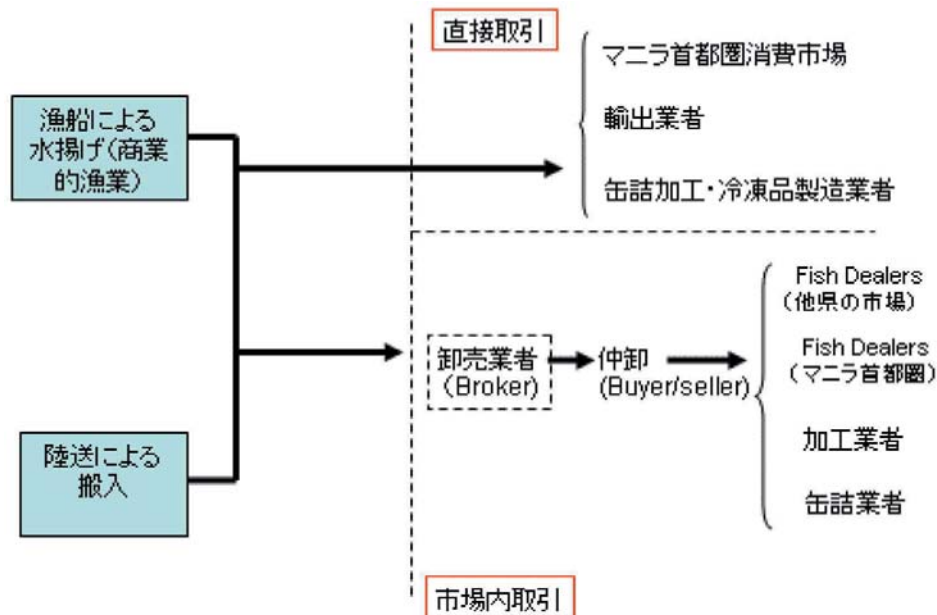 直接取引
マニラ首都圏消費市場
輸出業者
缶詰加工・冷凍品製造業者
漁船による
水揚げ(商業
的漁業)
Fish Dealers
(他県の市場)
Fish Dealers
(マニラ首都圏)
加工業者
缶詰業者
卸売業者
(Broker)
仲卸
(Buyer/seller)
陸送による
搬入
市場内取引